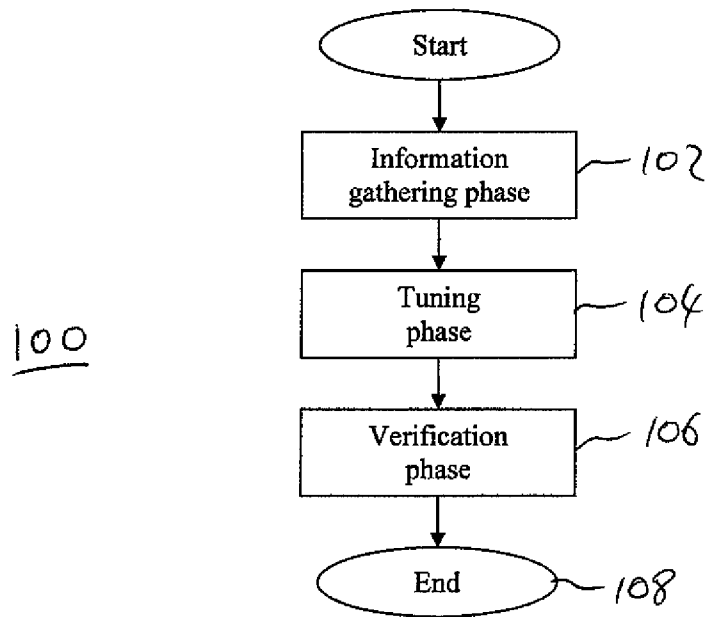 Start
Information
gathering phase
102
Tuning
phase
104
100
Verification
phase
106
End
108